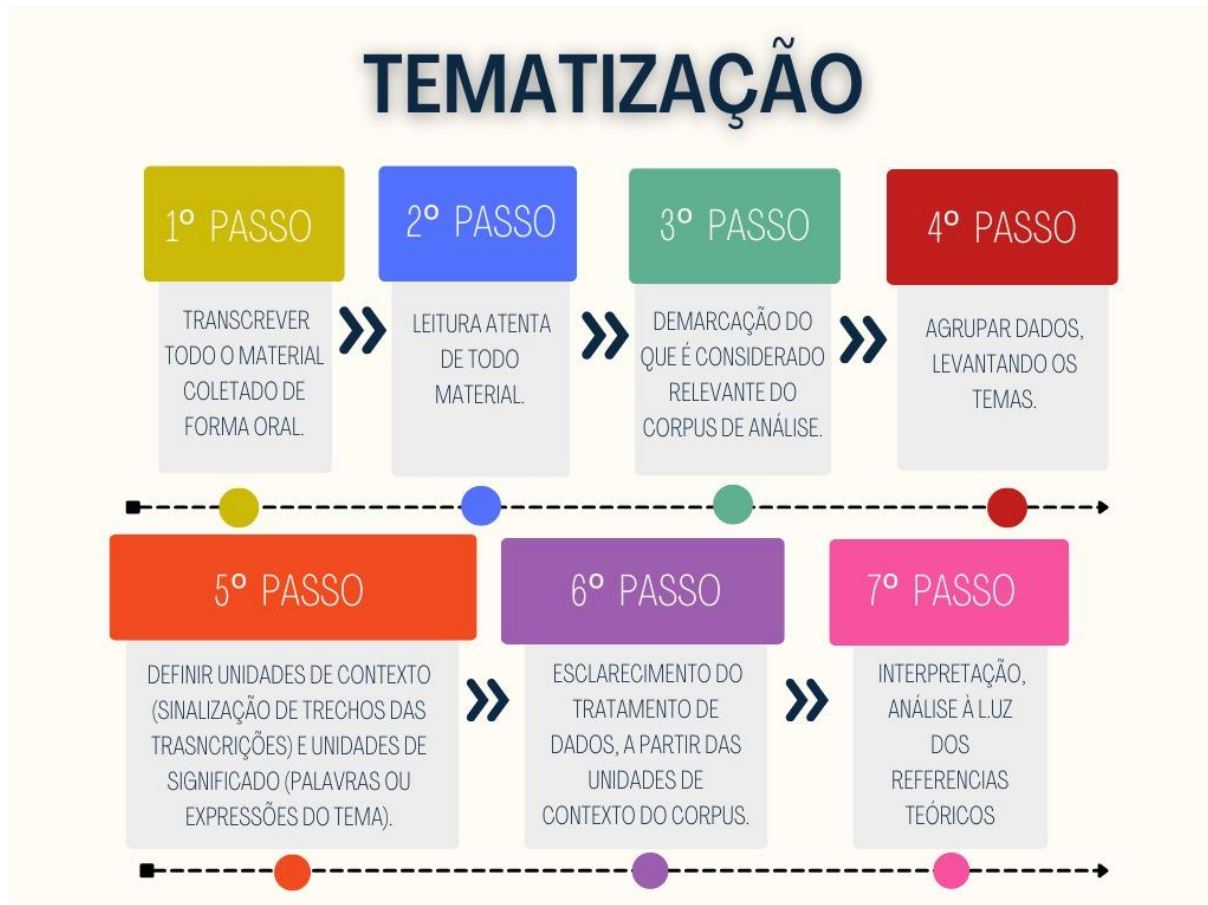 TEMATIZAÇÃO
1º PASSO
TRANSCREVER
TODO O MATERIAL
COLETADO DE
FORMA ORAL.
2º PASSO
LEITURA ATENTA
DE TODO
MATERIAL.
3º PASSO
DEMARCAÇÃO DO
QUE É CONSIDERADO
RELEVANTE DO
CORPUS DE ANÁLISE.
4º PASSO
AGRUPAR DADOS,
LEVANTANDO OS
TEMAS.
5º PASSO
DEFINIR UNIDADES DE CONTEXTO
(SINALIZAÇÃO DE TRECHOS DAS
TRASNCRIÇÕES) E UNIDADES DE
SIGNIFICADO (PALAVRAS OU
EXPRESSÕES DO TEMA).
6º PASSO
ESCLARECIMENTO DO
TRATAMENTO DE
DADOS, A PARTIR DAS
UNIDADES DE
CONTEXTO DO CORPUS.
7º PASSO
INTERPRETAÇÃO,
ANÁLISE À L.UZ
DOS
REFERENCIAS
TEÓRICOS